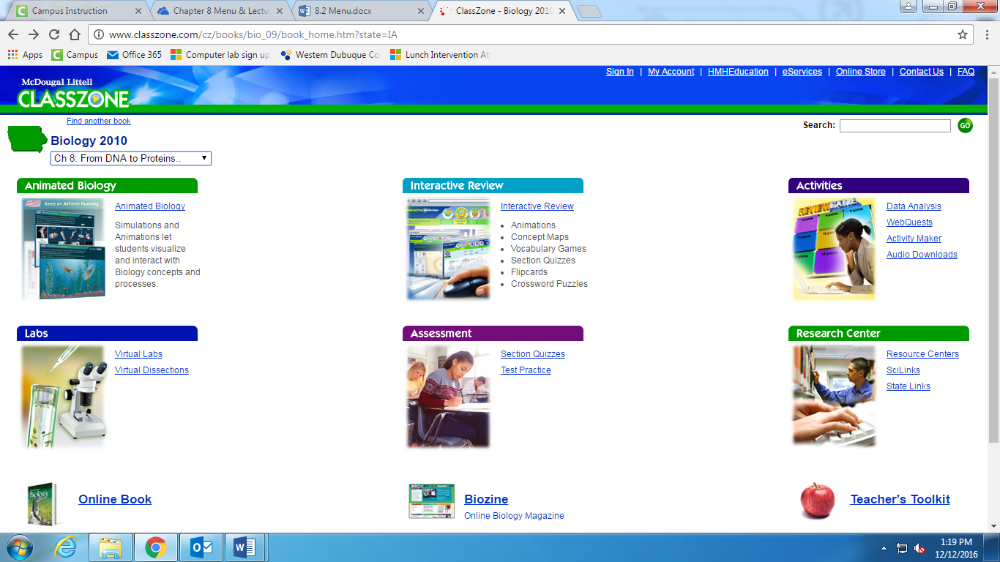 Campus Instruction
Chapter 8 Menu & Lectu
8.2 Menu.docx
ClassZone - Biology 2010
www.classzone.com/cz/books/bio_09/book_home.htm?state=IA
Apps
Campus
Office 365
Computer lab sign up
Western Dubuque Co
Lunch Intervention At
Sign In | My Account | HMHEducation | eServices | Online Store | Contact Us | FAQ
McDougal Littell
CLASSZONE
Find another book
Search:
GO
Biology 2010
Ch 8: From DNA to Proteins..
Animated Biology
Keep an Athlete Running
Animated Biology
Simulations and
Animations let
students visualize
and interact with
Biology concepts and
processes.
Interactive Review
Interactive Review
• Animations
• Concept Maps
• Vocabulary Games
• Section Quizzes
• Flipcards
• Crossword Puzzles
Activities
REVIEW GAME
Data Analysis
WebQuests
Activity Maker
Audio Downloads
Labs
Virtual Labs
Virtual Dissections
Assessment
Section Quizzes
Test Practice
Research Center
Resource Centers
SciLinks
State Links
Online Book
Biozine
Online Biology Magazine
Teacher's Toolkit
1:19 PM
12/12/2016